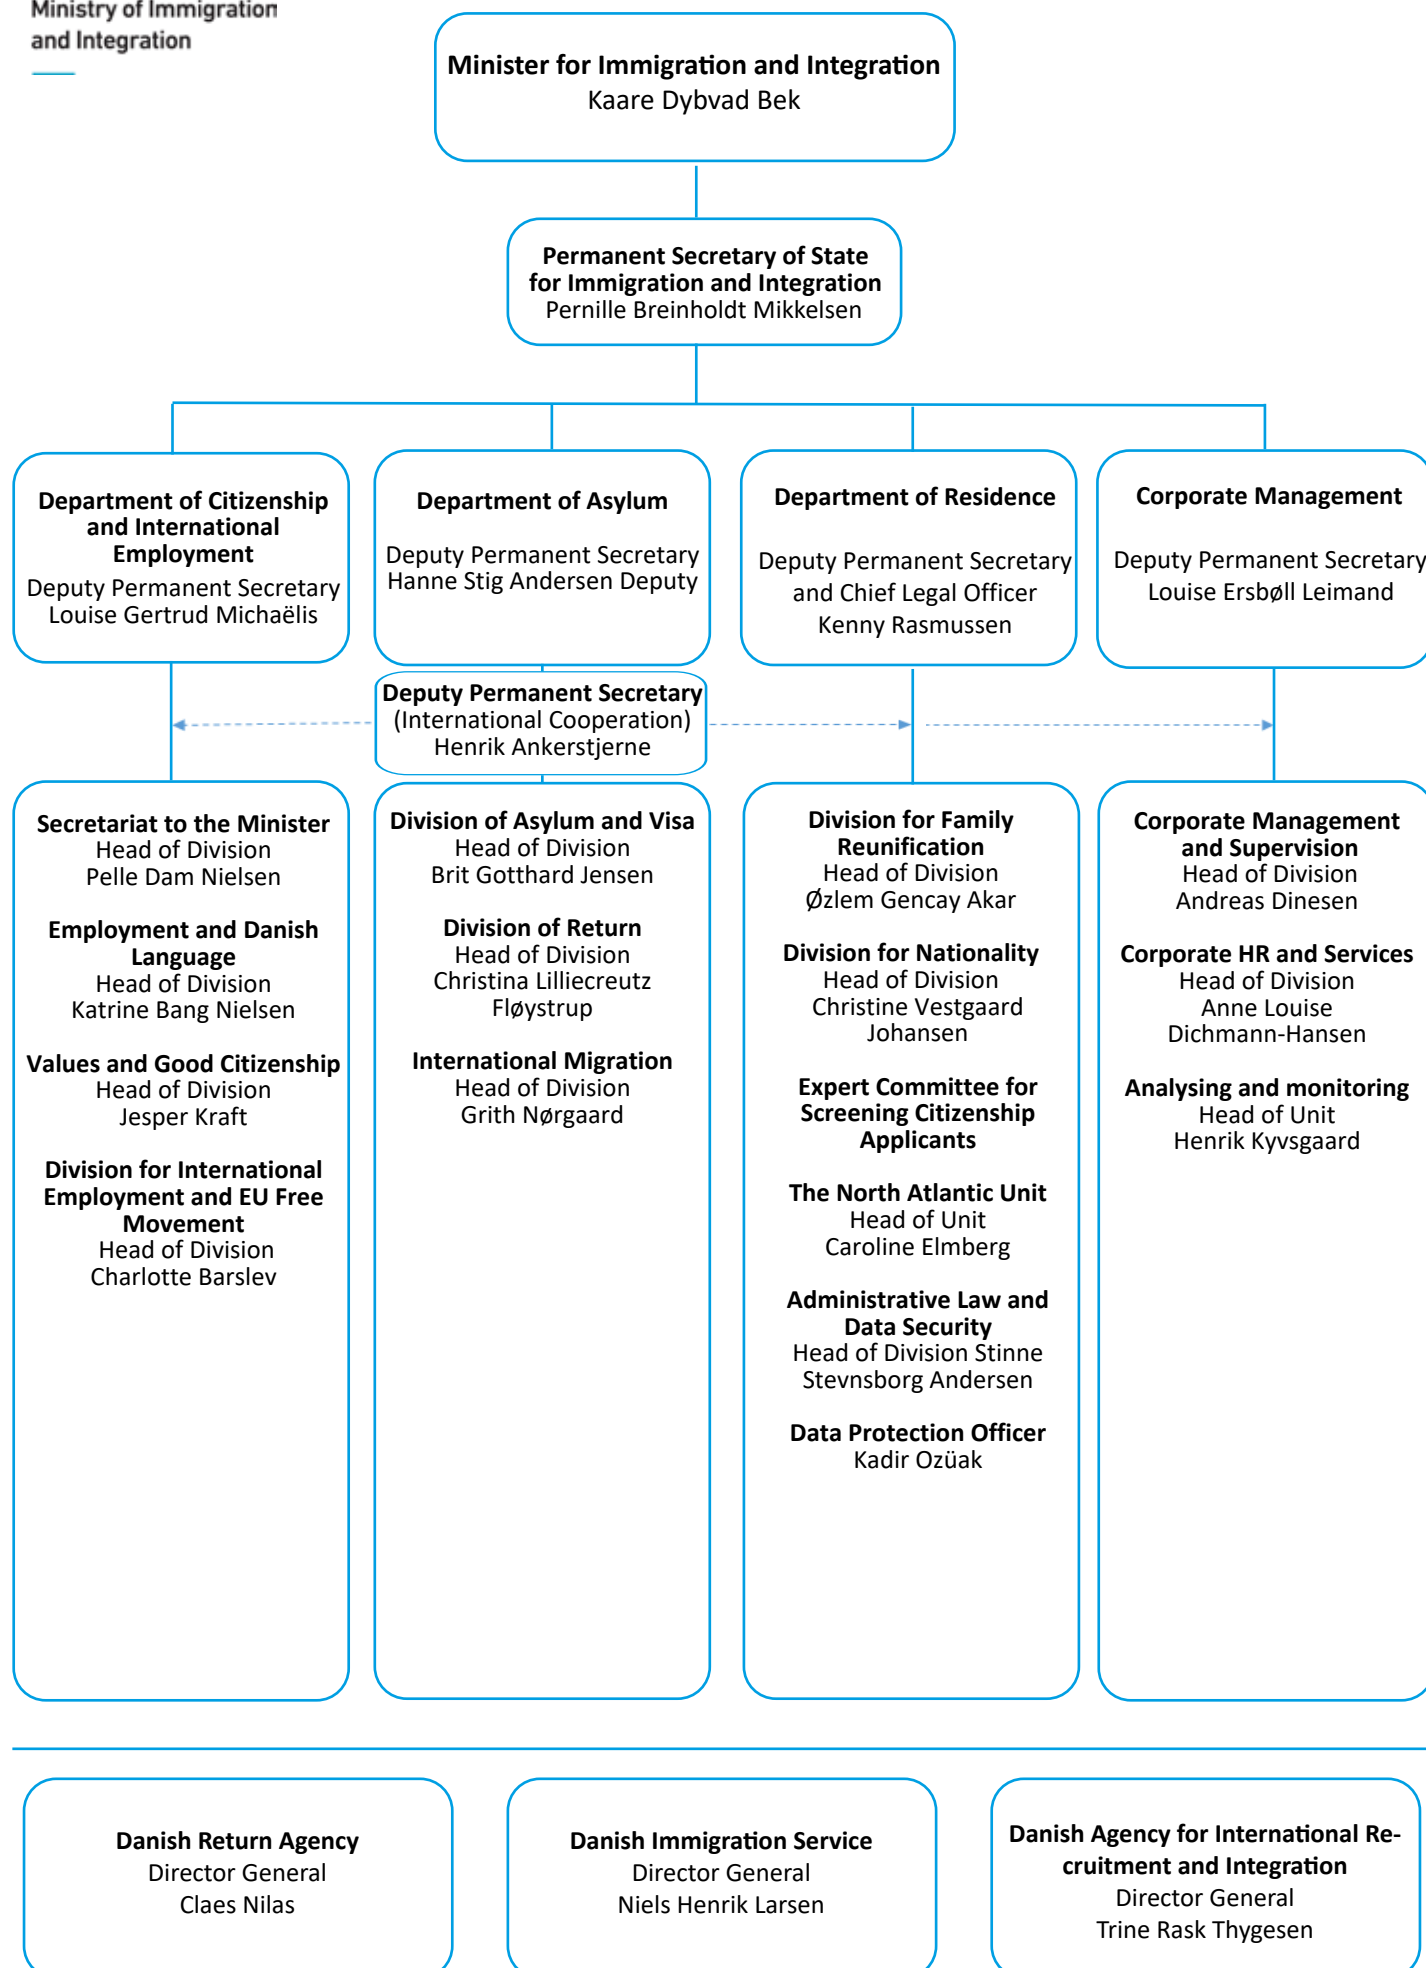 Ministry of Immigration
and Integration
Minister for Immigration and Integration
Kaare Dybvad Bek
Permanent Secretary of State
for Immigration and Integration
Pernille Breinholdt Mikkelsen
Department of Citizenship
and International
Employment
Deputy Permanent Secretary
Louise Gertrud Michaëlis
Department of Asylum
Deputy Permanent Secretary
Hanne Stig Andersen Deputy
Department of Residence
Deputy Permanent Secretary
and Chief Legal Officer
Kenny Rasmussen
Corporate Management
Deputy Permanent Secretary
Louise Ersbøll Leimand
Deputy Permanent Secretary
(International Cooperation)
Henrik Ankerstjerne
Secretariat to the Minister
Head of Division
Pelle Dam Nielsen
Employment and Danish
Language
Head of Division
Katrine Bang Nielsen
Values and Good Citizenship
Head of Division
Jesper Kraft
Division for International
Employment and EU Free
Movement
Head of Division
Charlotte Barslev
Division of Asylum and Visa
Head of Division
Brit Gotthard Jensen
Division of Return
Head of Division
Christina Lilliecreutz
Fløystrup
International Migration
Head of Division
Grith Nørgaard
Division for Family
Reunification
Head of Division
Øzlem Gencay Akar
Division for Nationality
Head of Division
Christine Vestgaard
Johansen
Expert Committee for
Screening Citizenship
Applicants
The North Atlantic Unit
Head of Unit
Caroline Elmberg
Administrative Law and
Data Security
Head of Division Stinne
Stevnsborg Andersen
Data Protection Officer
Kadir Ozüak
Corporate Management
and Supervision
Head of Division
Andreas Dinesen
Corporate HR and Services
Head of Division
Anne Louise
Dichmann-Hansen
Analysing and monitoring
Head of Unit
Henrik Kyvsgaard
Danish Return Agency
Director General
Claes Nilas
Danish Immigration Service
Director General
Niels Henrik Larsen
Danish Agency for International Re-
cruitment and Integration
Director General
Trine Rask Thygesen